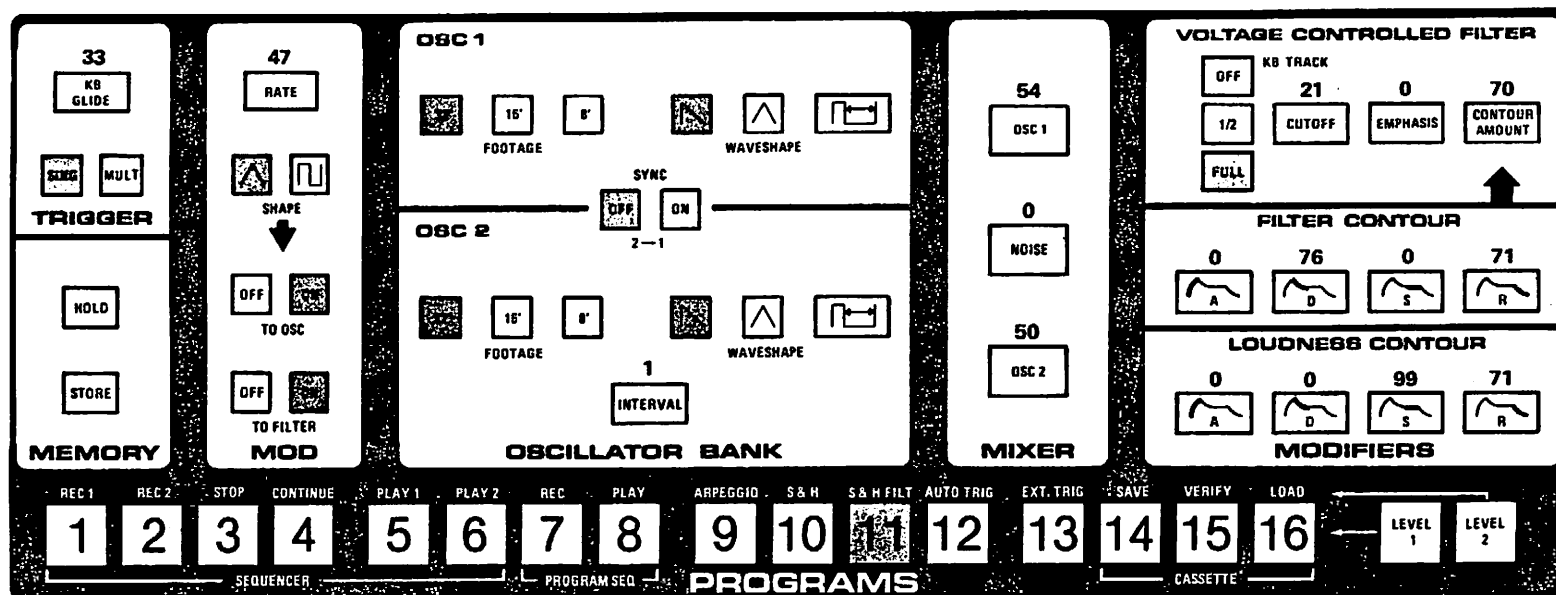 33
KB
GLIDE
SING MULT
TRIGGER
HOLD
STORE
MEMORY
47
RATE
SHAPE
OFF ON
TO OSC
OFF ON
TO FILTER
MOD
OSC 1
16' 8'
FOOTAGE WAVESHAPE
SYNC
OFF ON
2→1
OSC 2
16' 8'
FOOTAGE WAVESHAPE
1
INTERVAL
OSCILLATOR BANK
54
OSC 1
0
NOISE
50
OSC 2
MIXER
VOLTAGE CONTROLLED FILTER
KB TRACK
OFF
1/2
FULL
21 0 70
CUTOFF EMPHASIS CONTOUR
AMOUNT
FILTER CONTOUR
0 76 0 71
A D S R
LOUDNESS CONTOUR
0 0 99 71
A D S R
MODIFIERS
REC 1 REC 2 STOP CONTINUE PLAY 1 PLAY 2 REC PLAY ARPEGGIO S & H S & H FILT AUTO TRIG EXT. TRIG SAVE VERIFY LOAD
1 2 3 4 5 6 7 8 9 10 11 12 13 14 15 16
LEVEL
1
LEVEL
2
SEQUENCER PROGRAM SEQ PROGRAMS CASSETTE